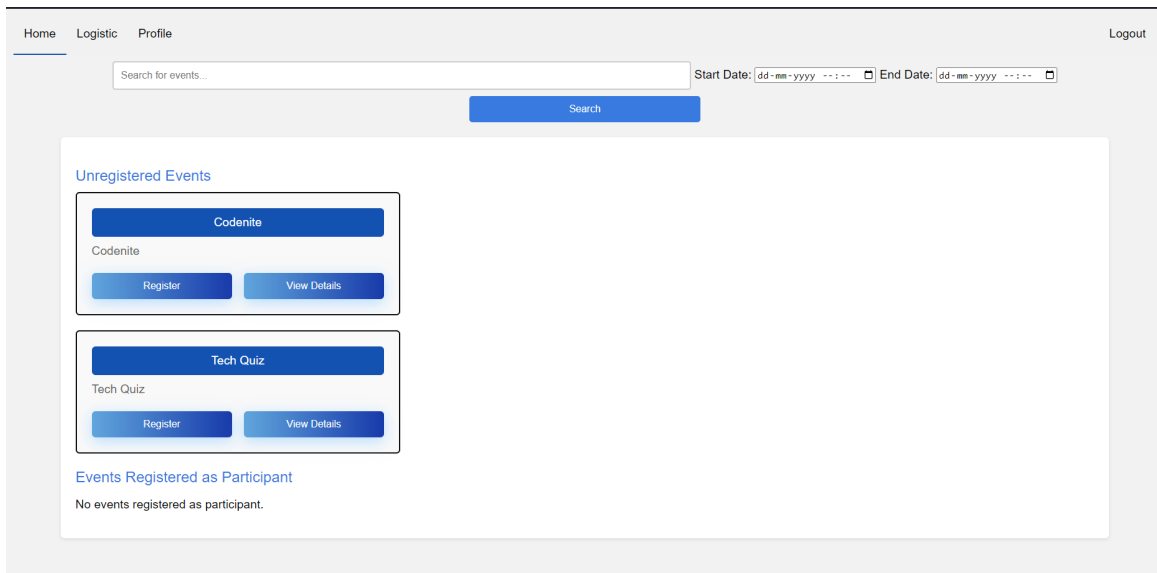 Home Logistic Profile Logout
Search for events... Start Date: dd-mm-yyyy --:-- End Date: dd-mm-yyyy --:--
Search
Unregistered Events
Codenite
Codenite
Register View Details
Tech Quiz
Tech Quiz
Register View Details
Events Registered as Participant
No events registered as participant.